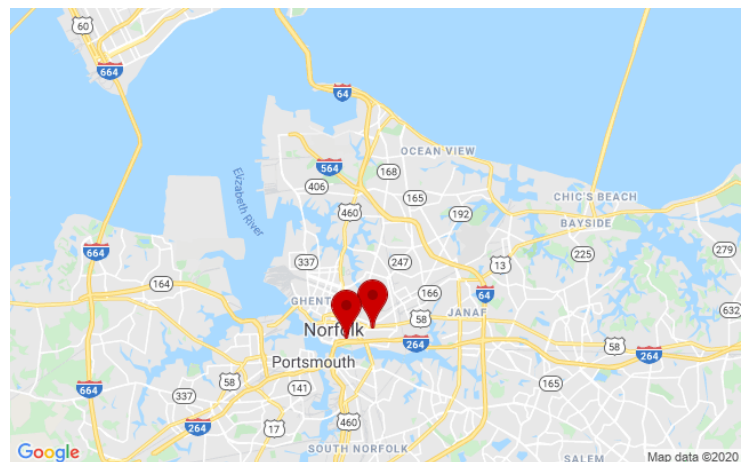 60
664
64
OCEAN VIEW
564
168
406
165
CHIC'S BEACH
Elizabeth River
460
192
BAYSIDE
664
337
247
13
225
279
164
166
64
GHENT
58
JANAF
632
Norfolk
264
58
264
Portsmouth
58
141
165
664
337
264
17
460
SOUTH NORFOLK
SALEM
Google
Map data ©2020